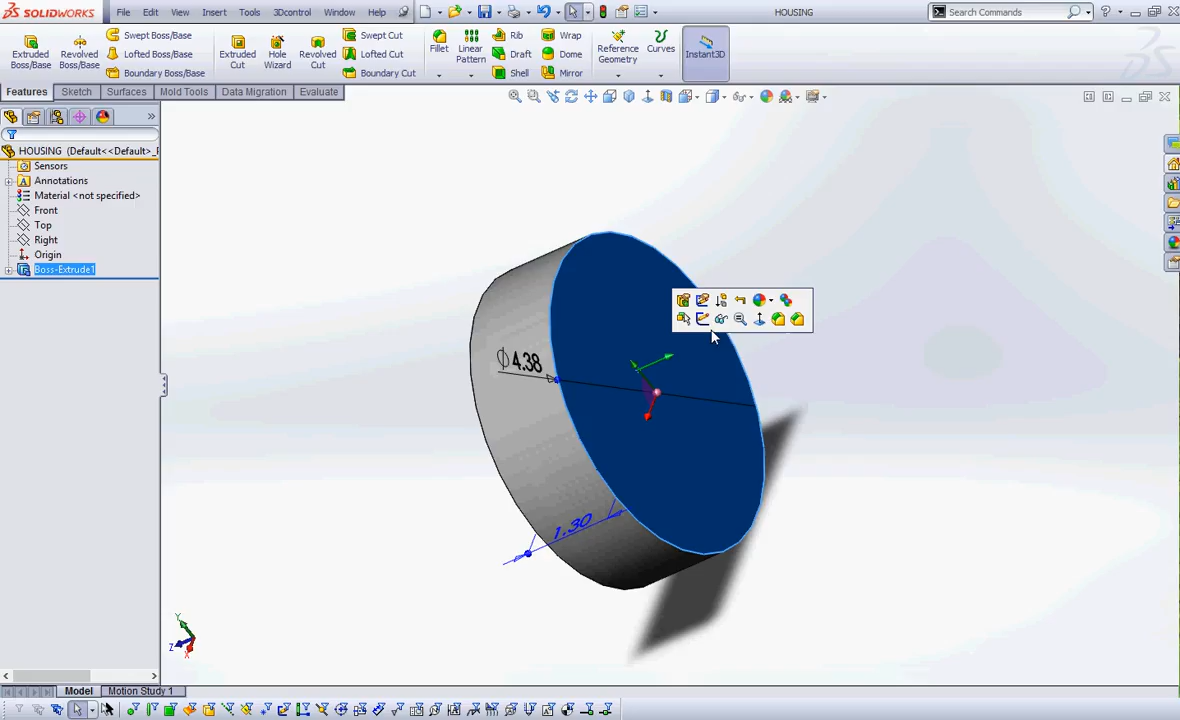 SOLIDWORKS File Edit View Insert Tools 3Dcontrol Window Help HOUSING Search Commands
Extruded Boss/Base
Revolved Boss/Base
Swept Boss/Base
Lofted Boss/Base
Boundary Boss/Base
Extruded Cut
Hole Wizard
Revolved Cut
Swept Cut
Lofted Cut
Boundary Cut
Fillet
Linear Pattern
Rib
Draft
Shell
Wrap
Dome
Mirror
Reference Geometry
Curves
Instant3D
Features Sketch Surfaces Mold Tools Data Migration Evaluate
HOUSING (Default<<Default>_
Sensors
Annotations
Material <not specified>
Front
Top
Right
Origin
Boss-Extrude1
4.38
1.30
Y
Z
X
Model Motion Study 1